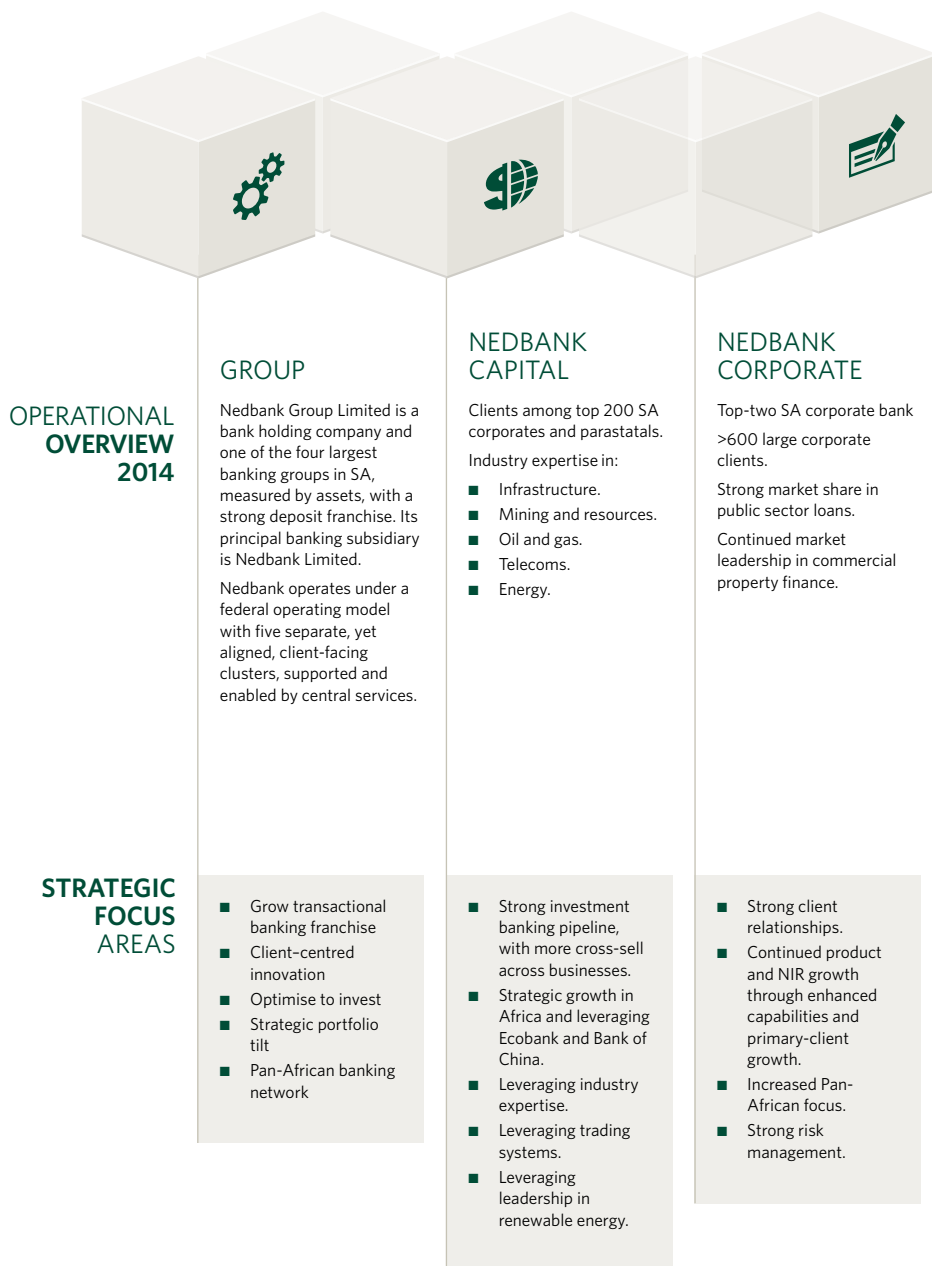 OPERATIONAL
OVERVIEW
2014
GROUP
Nedbank Group Limited is a
bank holding company and
one of the four largest
banking groups in SA,
measured by assets, with a
strong deposit franchise. Its
principal banking subsidiary
is Nedbank Limited.
Nedbank operates under a
federal operating model
with five separate, yet
aligned, client-facing
clusters, supported and
enabled by central services.
NEDBANK
CAPITAL
Clients among top 200 SA
corporates and parastatals.
Industry expertise in:
■ Infrastructure.
■ Mining and resources.
■ Oil and gas.
■ Telecoms.
■ Energy.
NEDBANK
CORPORATE
Top-two SA corporate bank
>600 large corporate
clients.
Strong market share in
public sector loans.
Continued market
leadership in commercial
property finance.
STRATEGIC
FOCUS
AREAS
■ Grow transactional
banking franchise
■ Client–centred
innovation
■ Optimise to invest
■ Strategic portfolio
tilt
■ Pan-African banking
network
■ Strong investment
banking pipeline,
with more cross-sell
across businesses.
■ Strategic growth in
Africa and leveraging
Ecobank and Bank of
China.
■ Leveraging industry
expertise.
■ Leveraging trading
systems.
■ Leveraging
leadership in
renewable energy.
■ Strong client
relationships.
■ Continued product
and NIR growth
through enhanced
capabilities and
primary-client
growth.
■ Increased Pan-
African focus.
■ Strong risk
management.